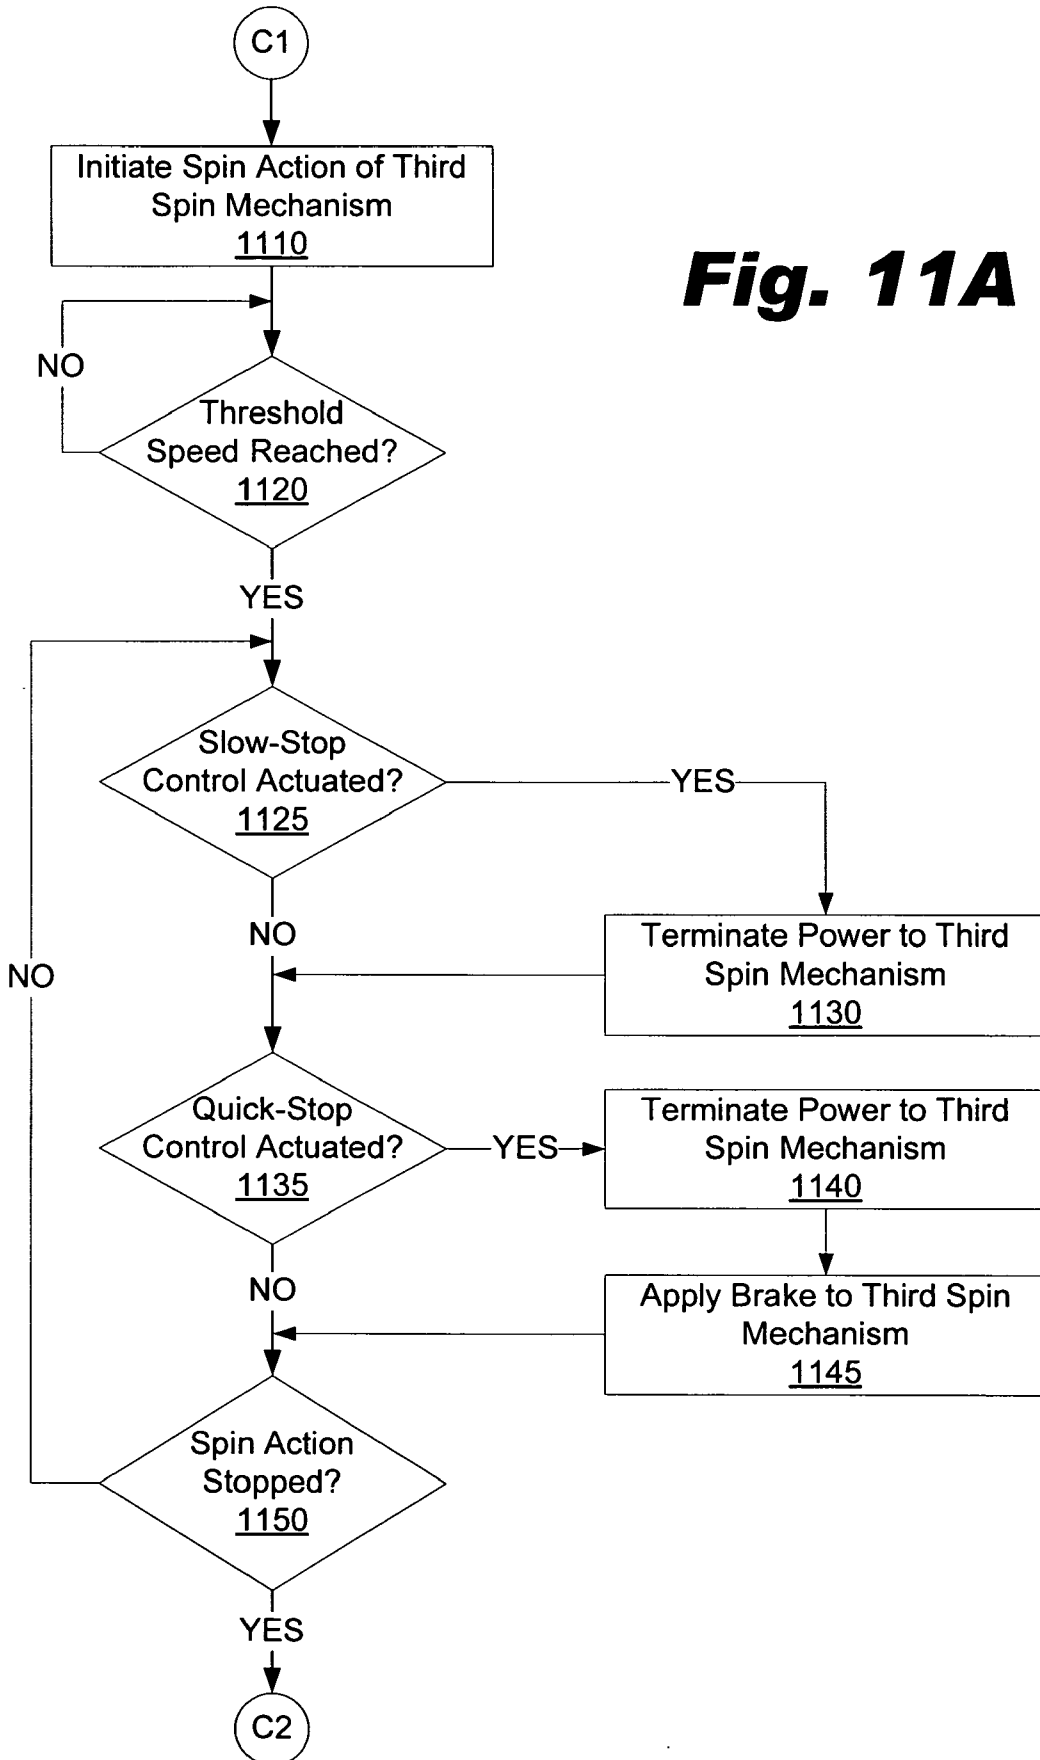 C1
Initiate Spin Action of Third
Spin Mechanism
1110
Fig. 11A
NO
Threshold
Speed Reached?
1120
YES
Slow-Stop
Control Actuated?
1125
YES
NO
NO
Terminate Power to Third
Spin Mechanism
1130
Quick-Stop
Control Actuated?
1135
YES
Terminate Power to Third
Spin Mechanism
1140
NO
Apply Brake to Third Spin
Mechanism
1145
Spin Action
Stopped?
1150
YES
C2